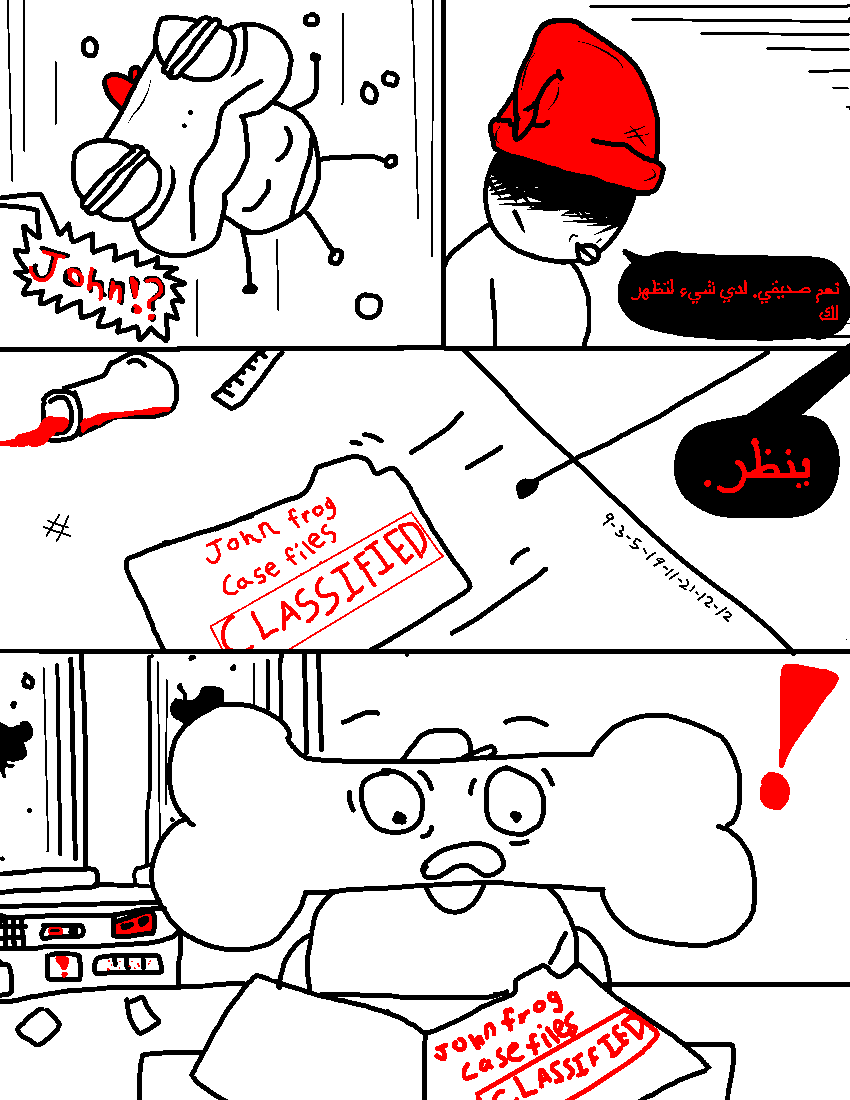 John!?
نعم صديقي. لدي شيء لتظهر
لك
ينظر.
John frog
case files
CLASSIFIED
9-3-5-19-11-21-12-12
!
John frog
case files
CLASSIFIED